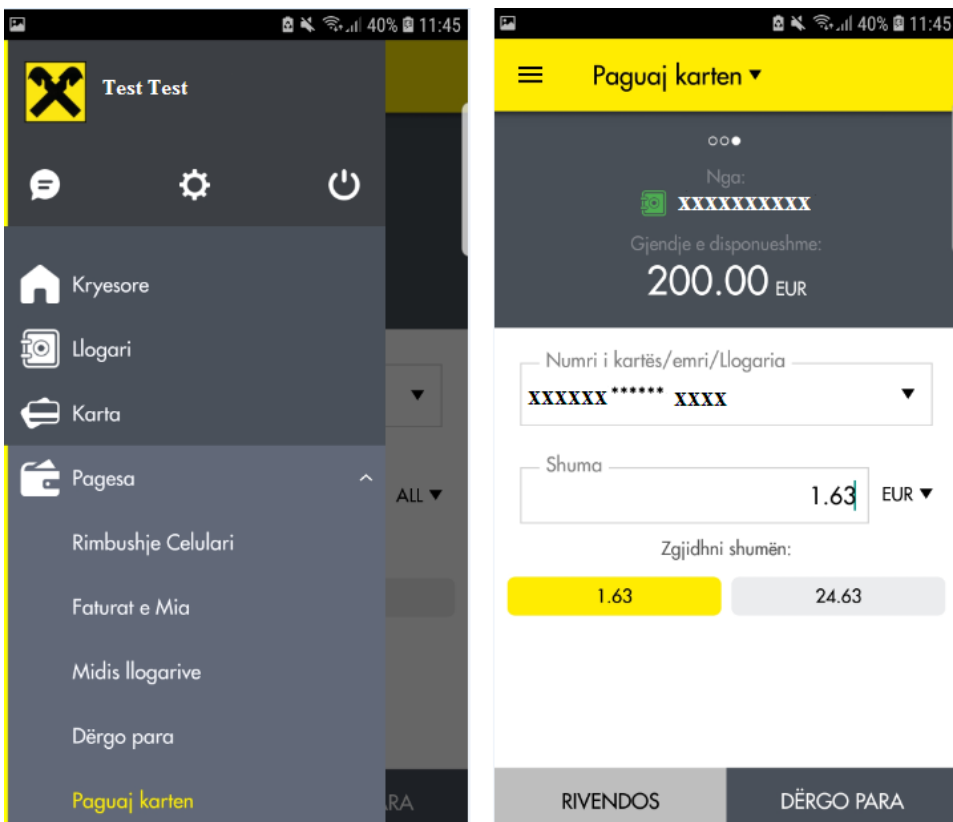 40% 11:45
Test Test
Kryesore
Llogari
Karta
Pagesa
ALL
Rimbushje Celulari
Faturat e Mia
Midis llogarive
Dërgo para
Paguaj karten
RA
40% 11:45
Paguaj karten
Nga:
xxxxxxxxxx
Gjendje e disponueshme:
200.00 EUR
Numri i kartës/emri/Llogaria
xxxxxx ****** xxxx
Shuma
1.63 EUR
Zgjidhni shumën:
1.63 24.63
RIVENDOS DËRGO PARA